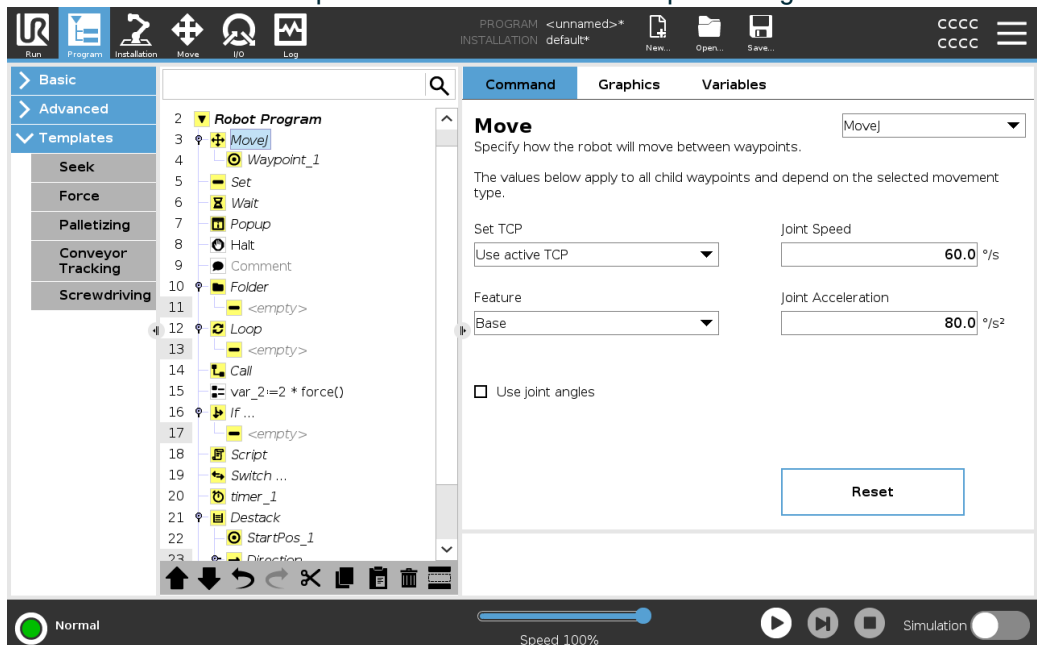 PROGRAM <unnamed>*
INSTALLATION default*
CCCC
CCCC
Run Program Installation Move I/O Log
New... Open... Save...
Basic
Advanced
Templates
Seek
Force
Palletizing
Conveyor
Tracking
Screwdriving
2 Robot Program
3 MoveJ
4 Waypoint_1
5 Set
6 Wait
7 Popup
8 Halt
9 Comment
10 Folder
11 <empty>
12 Loop
13 <empty>
14 Call
15 var_2:=2 * force()
16 If ...
17 <empty>
18 Script
19 Switch ...
20 timer_1
21 Destack
22 StartPos_1
23 Direction
Command Graphics Variables
Move
MoveJ
Specify how the robot will move between waypoints.
The values below apply to all child waypoints and depend on the selected movement
type.
Set TCP
Joint Speed
Use active TCP
60.0 °/s
Feature
Joint Acceleration
Base
80.0 °/s²
Use joint angles
Reset
Normal
Speed 100%
Simulation